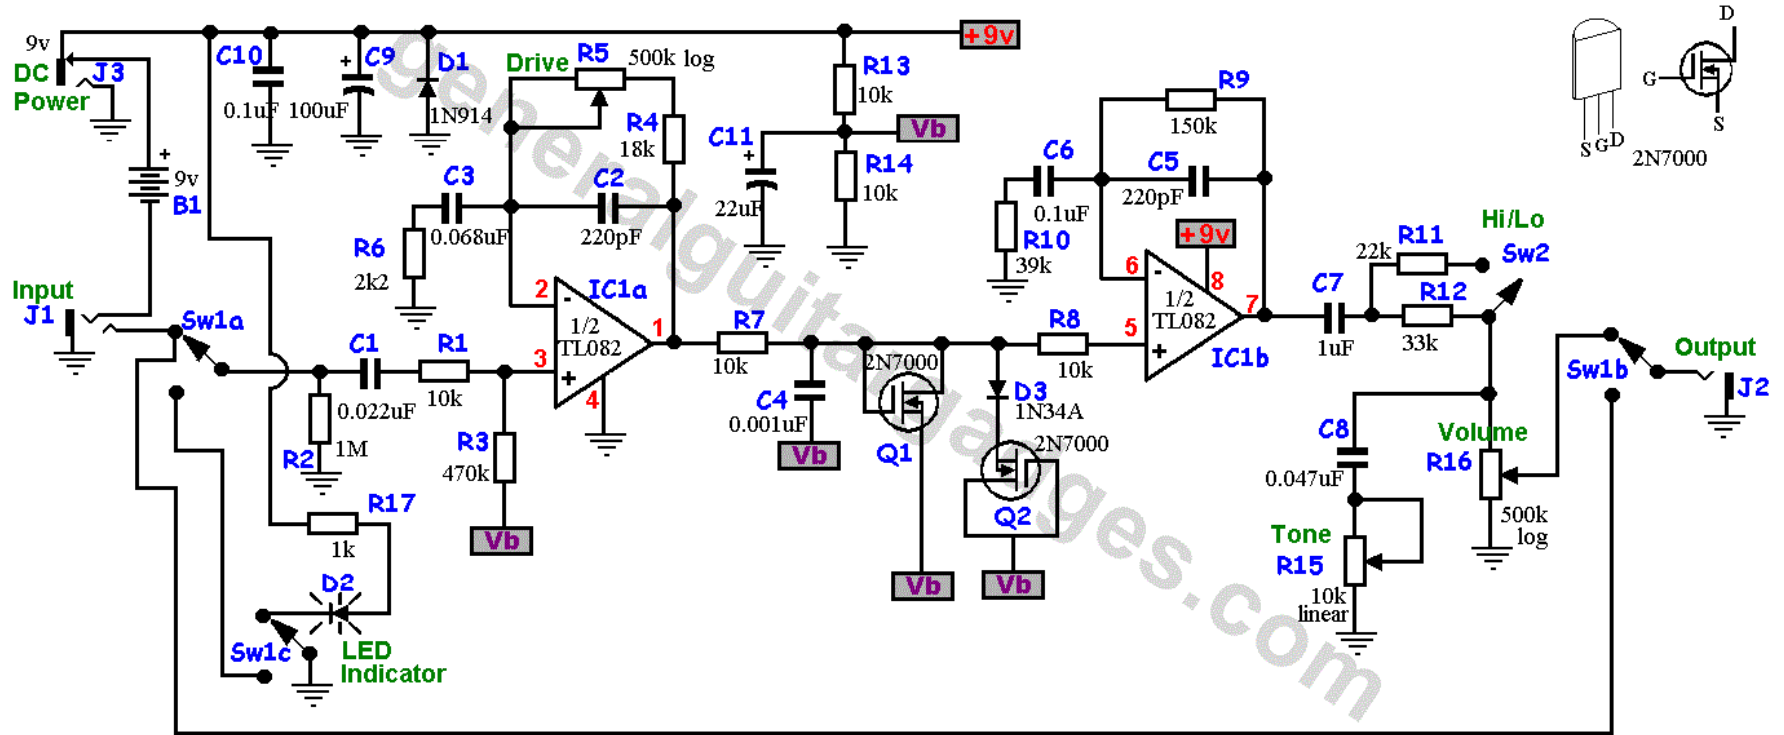 9v
DC
Power
J3
C10
0.1uF
C9
+
100uF
D1
1N914
Drive
R5
500k log
R4
18k
C3
0.068uF
C2
220pF
R6
2k2
C11
+
22uF
R13
10k
Vb
R14
10k
+9v
R9
150k
C6
0.1uF
C5
220pF
R10
39k
+9v
D
G
S
S G D
2N7000
+
9v
B1
Input
J1
Sw1a
C1
0.022uF
R1
10k
R2
1M
R3
470k
Vb
2
-
IC1a
1/2
TL082
1
3
+
4
R7
10k
C4
0.001uF
Vb
2N7000
Q1
Vb
D3
1N34A
2N7000
Q2
Vb
R8
10k
6
-
8
1/2
TL082
7
5
+
IC1b
C7
1uF
R11
22k
R12
33k
Hi/Lo
Sw2
C8
0.047uF
Volume
R16
500k
log
Tone
R15
10k
linear
Sw1b
Output
J2
R17
1k
D2
LED
Indicator
Sw1c
generalguitargadgets.com